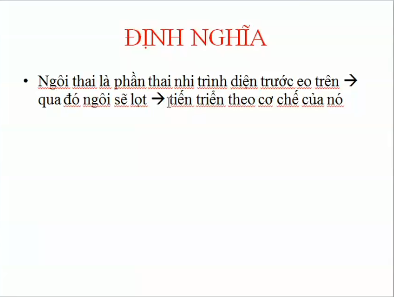 ĐỊNH NGHĨA
• Ngôi thai là phần thai nhi trình diện trước eo trên →
qua đó ngôi sẽ lọt → tiến triển theo cơ chế của nó